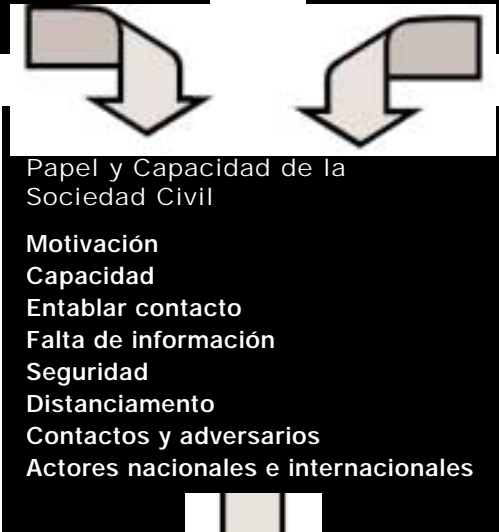 Papel y Capacidad de la
Sociedad Civil
Motivación
Capacidad
Entablar contacto
Falta de información
Seguridad
Distanciamento
Contactos y adversarios
Actores nacionales e internacionales